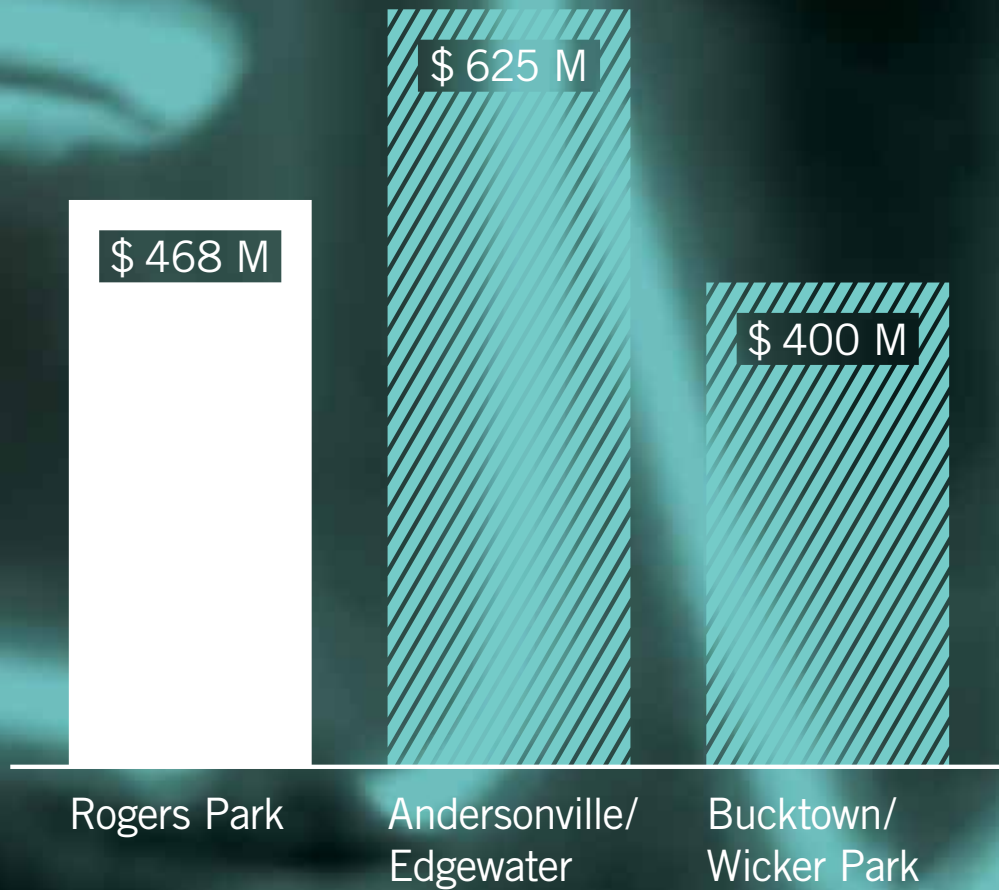 $ 625 M
$ 468 M
$ 400 M
Rogers Park
Andersonville/
Edgewater
Bucktown/
Wicker Park